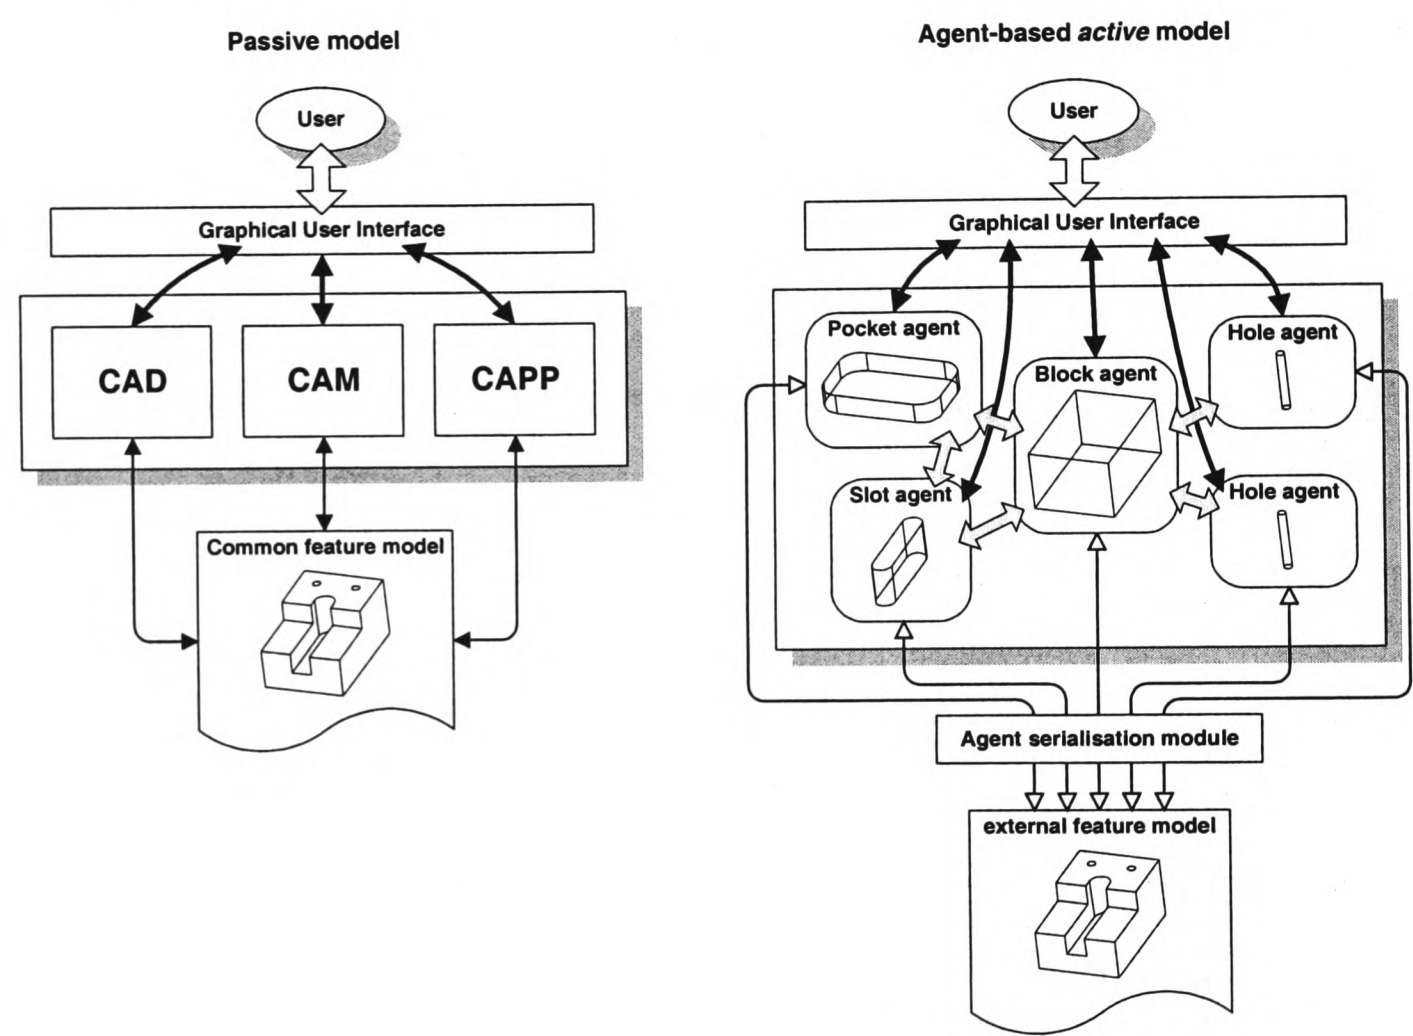 Passive model
User
Graphical User Interface
CAD
CAM
CAPP
Common feature model
Agent-based active model
User
Graphical User Interface
Pocket agent
Block agent
Hole agent
Slot agent
Hole agent
Agent serialisation module
external feature model